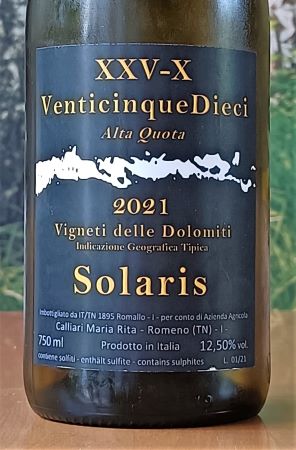 XXV-X
VenticinqueDieci
Alta Quota
2021
Vigneti delle Dolomiti
Indicazione Geografica Tipica
Solaris
Imbottigliato da IT/TN 1895 Romallo - I - per conto di Azienda Agricola
Calliari Maria Rita - Romeno (TN) - I -
750 ml Prodotto in Italia 12,50% vol.
contiene solfiti - enthält sulfite - contains sulphites L. 01/21